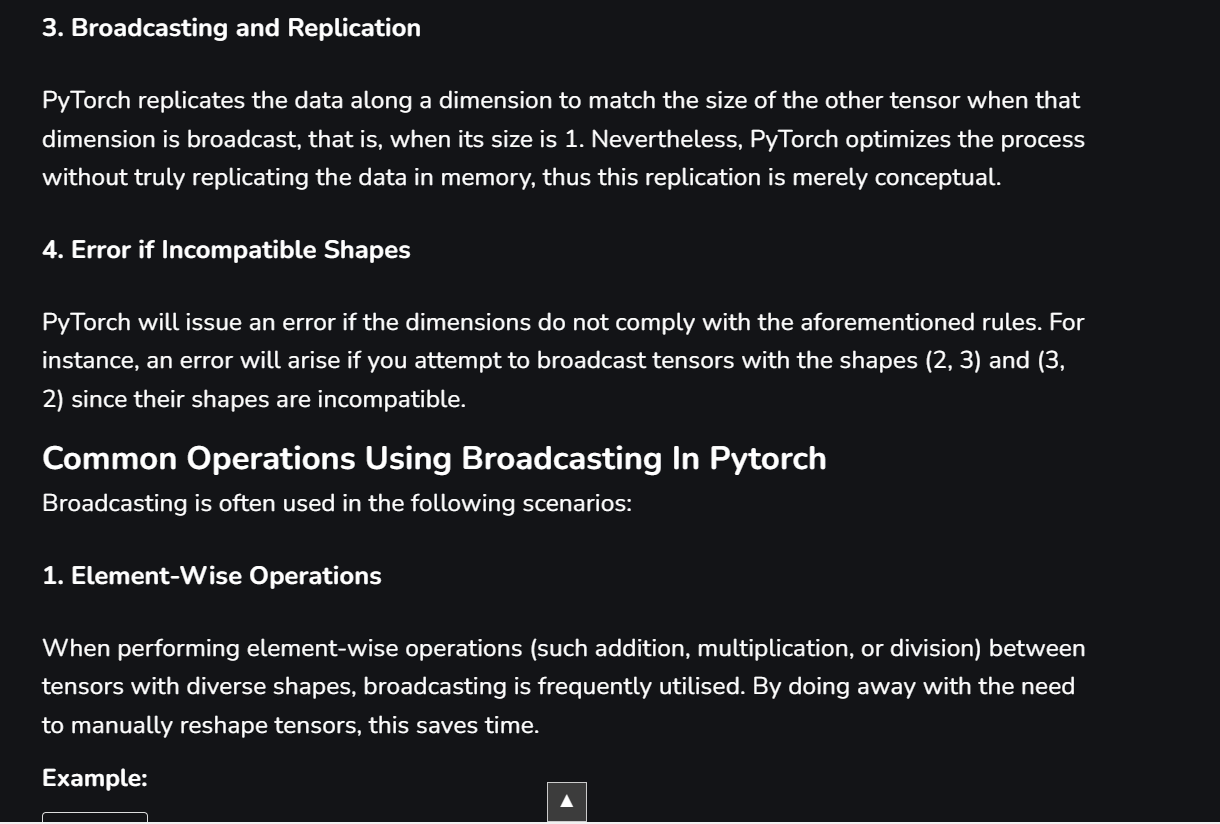 3. Broadcasting and Replication
PyTorch replicates the data along a dimension to match the size of the other tensor when that
dimension is broadcast, that is, when its size is 1. Nevertheless, PyTorch optimizes the process
without truly replicating the data in memory, thus this replication is merely conceptual.
4. Error if Incompatible Shapes
PyTorch will issue an error if the dimensions do not comply with the aforementioned rules. For
instance, an error will arise if you attempt to broadcast tensors with the shapes (2, 3) and (3,
2) since their shapes are incompatible.
Common Operations Using Broadcasting In Pytorch
Broadcasting is often used in the following scenarios:
1. Element-Wise Operations
When performing element-wise operations (such addition, multiplication, or division) between
tensors with diverse shapes, broadcasting is frequently utilised. By doing away with the need
to manually reshape tensors, this saves time.
Example: